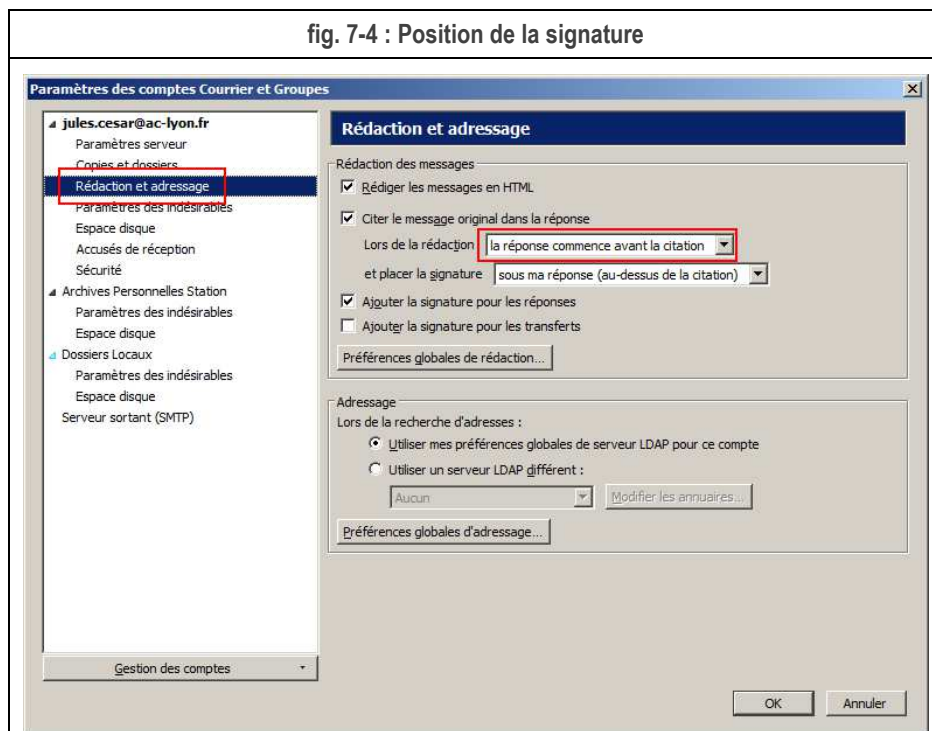 fig. 7-4 : Position de la signature
Paramètres des comptes Courrier et Groupes
jules.cesar@ac-lyon.fr
Paramètres serveur
Copies et dossiers
Rédaction et adressage
Paramètres des indésirables
Espace disque
Accusés de réception
Sécurité
Archives Personnelles Station
Paramètres des indésirables
Espace disque
Dossiers Locaux
Paramètres des indésirables
Espace disque
Serveur sortant (SMTP)
Gestion des comptes
Rédaction et adressage
Rédaction des messages
Rédiger les messages en HTML
Citer le message original dans la réponse
Lors de la rédaction la réponse commence avant la citation
et placer la signature sous ma réponse (au-dessus de la citation)
Ajouter la signature pour les réponses
Ajouter la signature pour les transferts
Préférences globales de rédaction...
Adressage
Lors de la recherche d'adresses :
Utiliser mes préférences globales de serveur LDAP pour ce compte
Utiliser un serveur LDAP différent :
Aucun Modifier les annuaires...
Préférences globales d'adressage...
OK Annuler